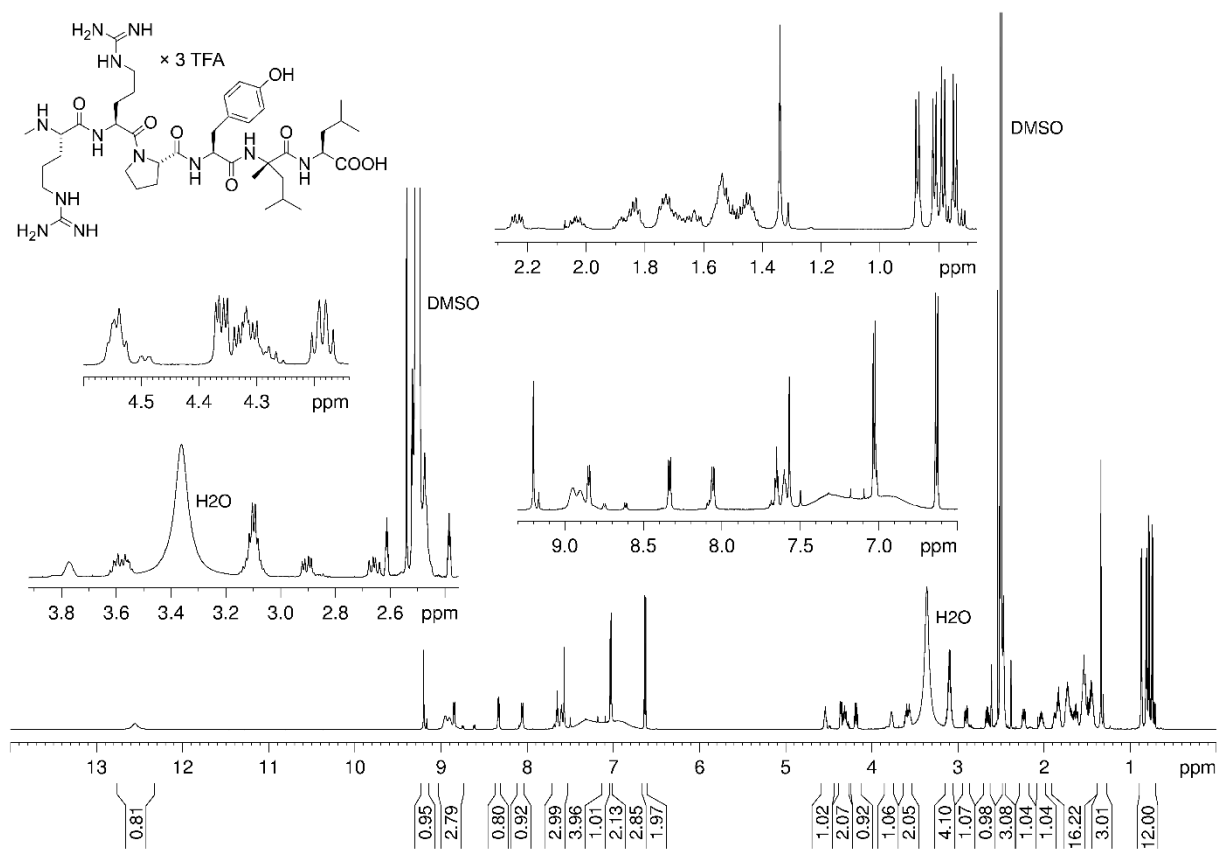 NH
H2N
NH
HN
× 3 TFA
OH
O
H
N
O
N
H
O
N
O
N
H
H
N
O
N
H
O
N
H
COOH
O
NH
H2N
NH
DMSO
2.2 2.0 1.8 1.6 1.4 1.2 1.0 ppm
DMSO
4.5 4.4 4.3 ppm
H2O
9.0 8.5 8.0 7.5 7.0 ppm
3.8 3.6 3.4 3.2 3.0 2.8 2.6 ppm
H2O
13 12 11 10 9 8 7 6 5 4 3 2 1 ppm
0.81 0.95 2.79 0.80 0.92 2.99 3.96 1.01 2.13 2.85 1.97 1.02 2.07 0.92 1.06 2.05 4.10 1.07 0.98 3.08 1.04 1.04 16.22 3.01 12.00